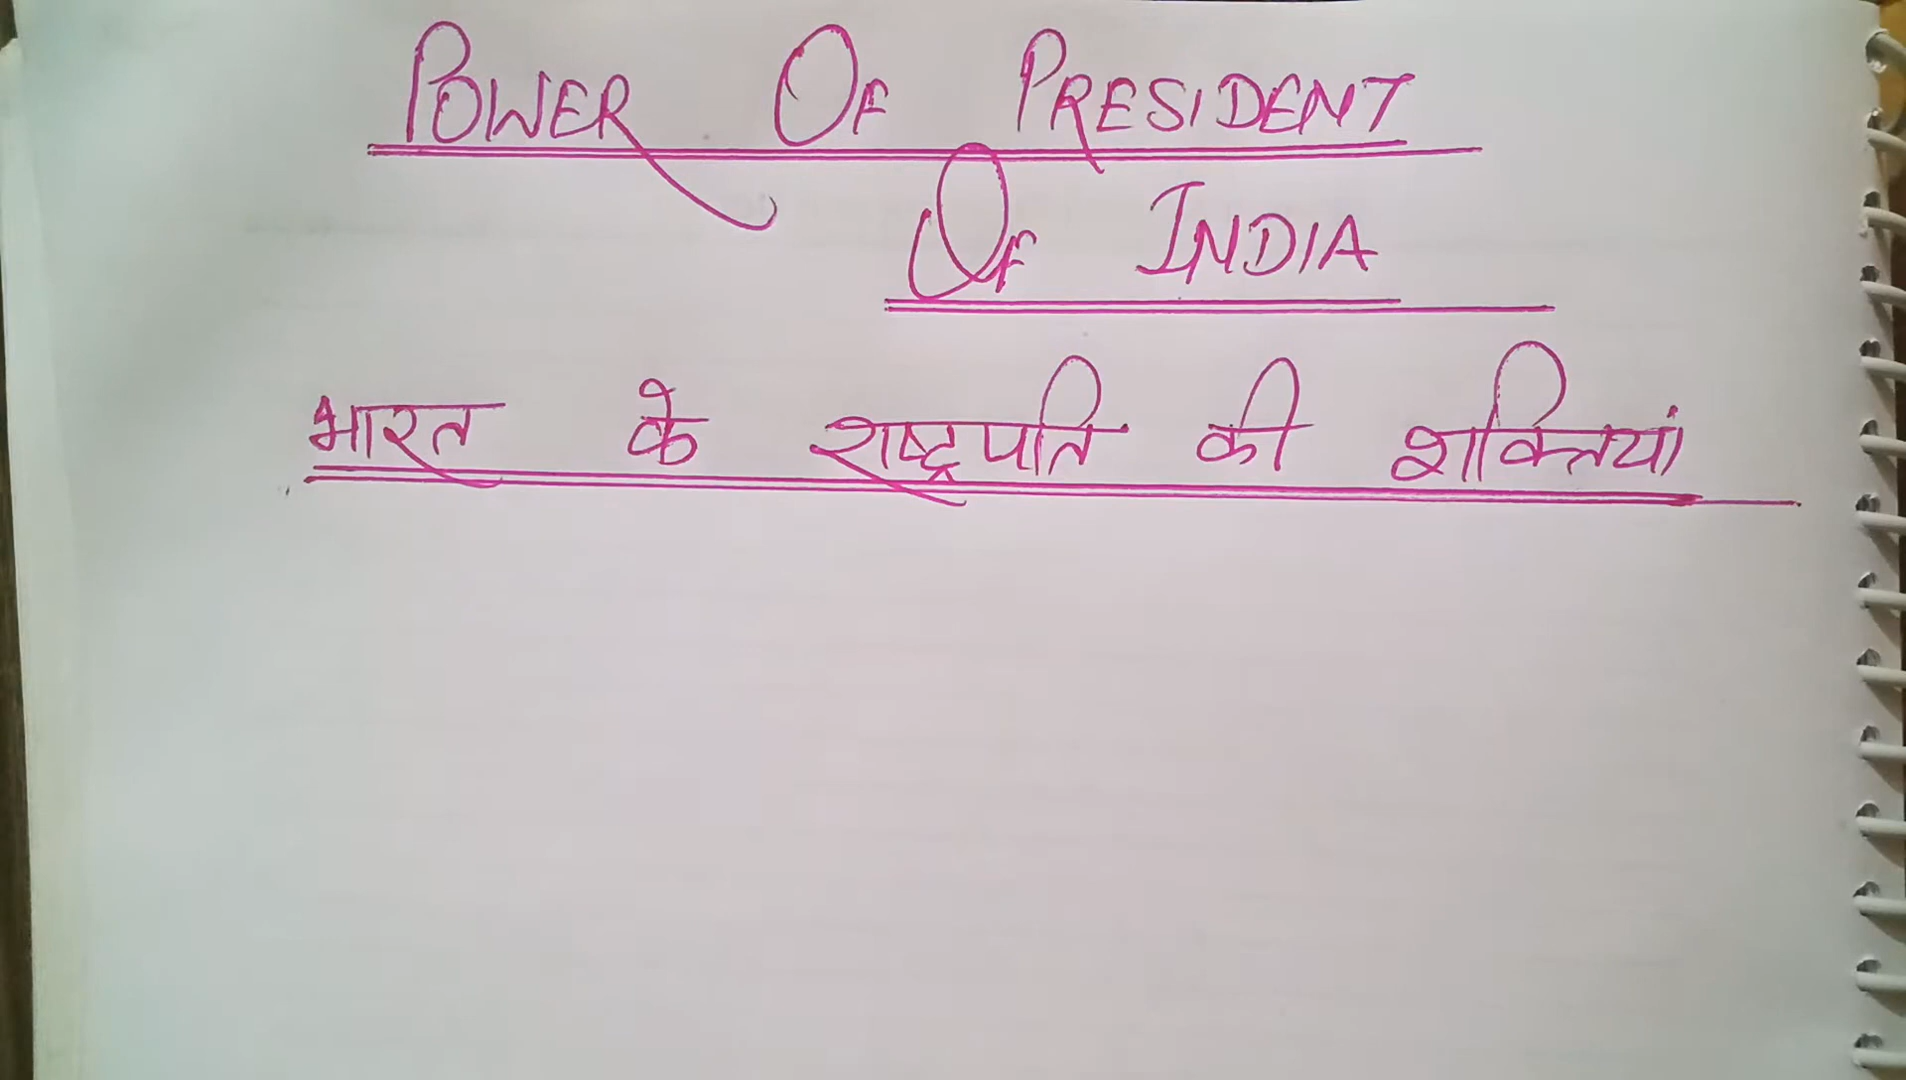 POWER OF PRESIDENT
OF INDIA
भारत के राष्ट्रपति की शक्तियां